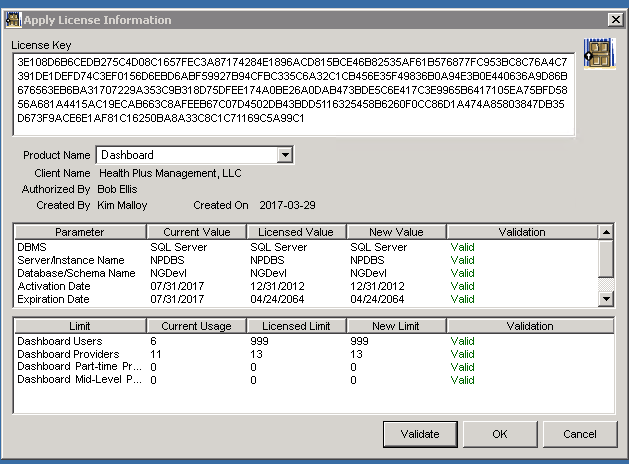 Apply License Information
License Key
3E108D6B6CEDB275C4D08C1657FEC3A87174284E1896ACD815BCE46B82535AF61B576877FC953BC8C76A4C7
391DE1DEFD74C3EF0156D6EBD6ABF59927B94CFBC335C6A32C1CB456E35F49836B0A94E3B0E440636A9D86B
676563EB6BA31707229A353C9B318D75DFEE174A0BE26A0DAB473BDE5C6E417C3E9965B6417105EA75BFD58
56A681A4415AC19ECAB663C8AFEEB67C07D4502DB43BDD5116325458B6260F0CC86D1A474A85803847DB35
D673F9ACE6E1AF81C16250BA8A33C8C1C71169C5A99C1
Product Name Dashboard
Client Name Health Plus Management, LLC
Authorized By Bob Ellis
Created By Kim Malloy Created On 2017-03-29
Parameter Current Value Licensed Value New Value Validation
DBMS SQL Server SQL Server SQL Server Valid
Server/Instance Name NPDBS NPDBS NPDBS Valid
Database/Schema Name NGDevl NGDevl NGDevl Valid
Activation Date 07/31/2017 12/31/2012 12/31/2012 Valid
Expiration Date 07/31/2017 04/24/2064 04/24/2064 Valid
Limit Current Usage Licensed Limit New Limit Validation
Dashboard Users 6 999 999 Valid
Dashboard Providers 11 13 13 Valid
Dashboard Part-time Pr... 0 0 0 Valid
Dashboard Mid-Level P... 0 0 0 Valid
Validate OK Cancel